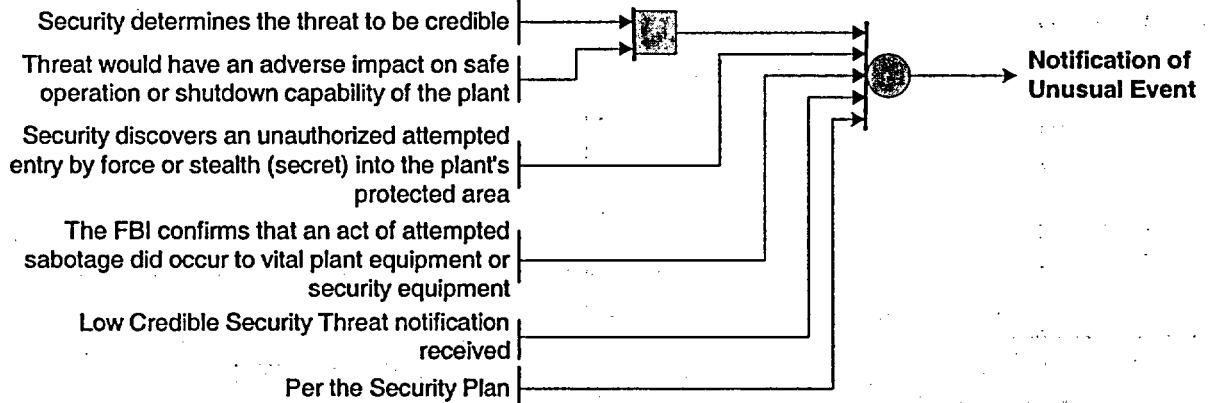 Security determines the threat to be credible
Threat would have an adverse impact on safe
operation or shutdown capability of the plant
Security discovers an unauthorized attempted
entry by force or stealth (secret) into the plant's
protected area
The FBI confirms that an act of attempted
sabotage did occur to vital plant equipment or
security equipment
Low Credible Security Threat notification
received
Per the Security Plan
Notification of
Unusual Event